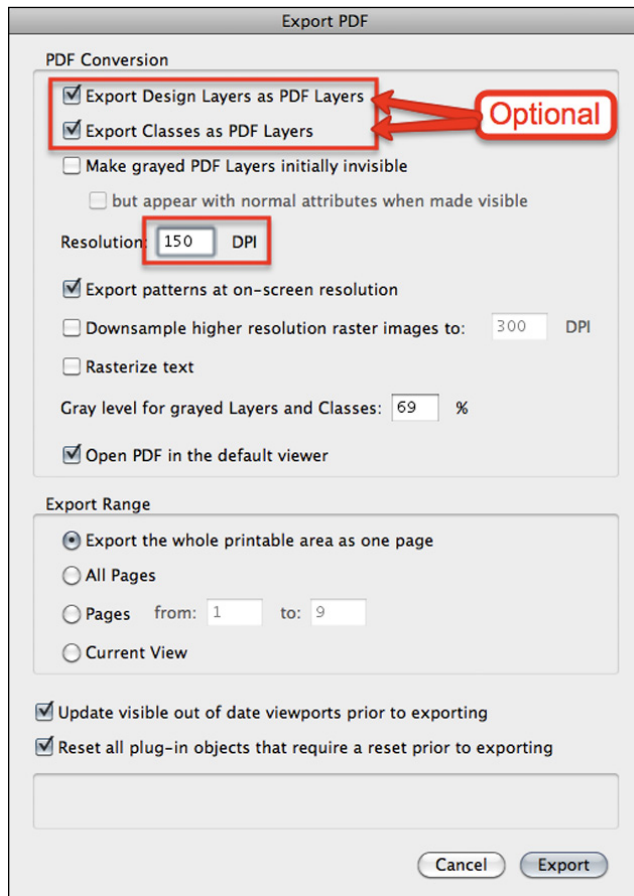 Export PDF
PDF Conversion
Export Design Layers as PDF Layers
Optional
Export Classes as PDF Layers
Make grayed PDF Layers initially invisible
but appear with normal attributes when made visible
Resolution: 150 DPI
Export patterns at on-screen resolution
Downsample higher resolution raster images to: 300 DPI
Rasterize text
Gray level for grayed Layers and Classes: 69 %
Open PDF in the default viewer
Export Range
Export the whole printable area as one page
All Pages
Pages from: 1 to: 9
Current View
Update visible out of date viewports prior to exporting
Reset all plug-in objects that require a reset prior to exporting
Cancel Export